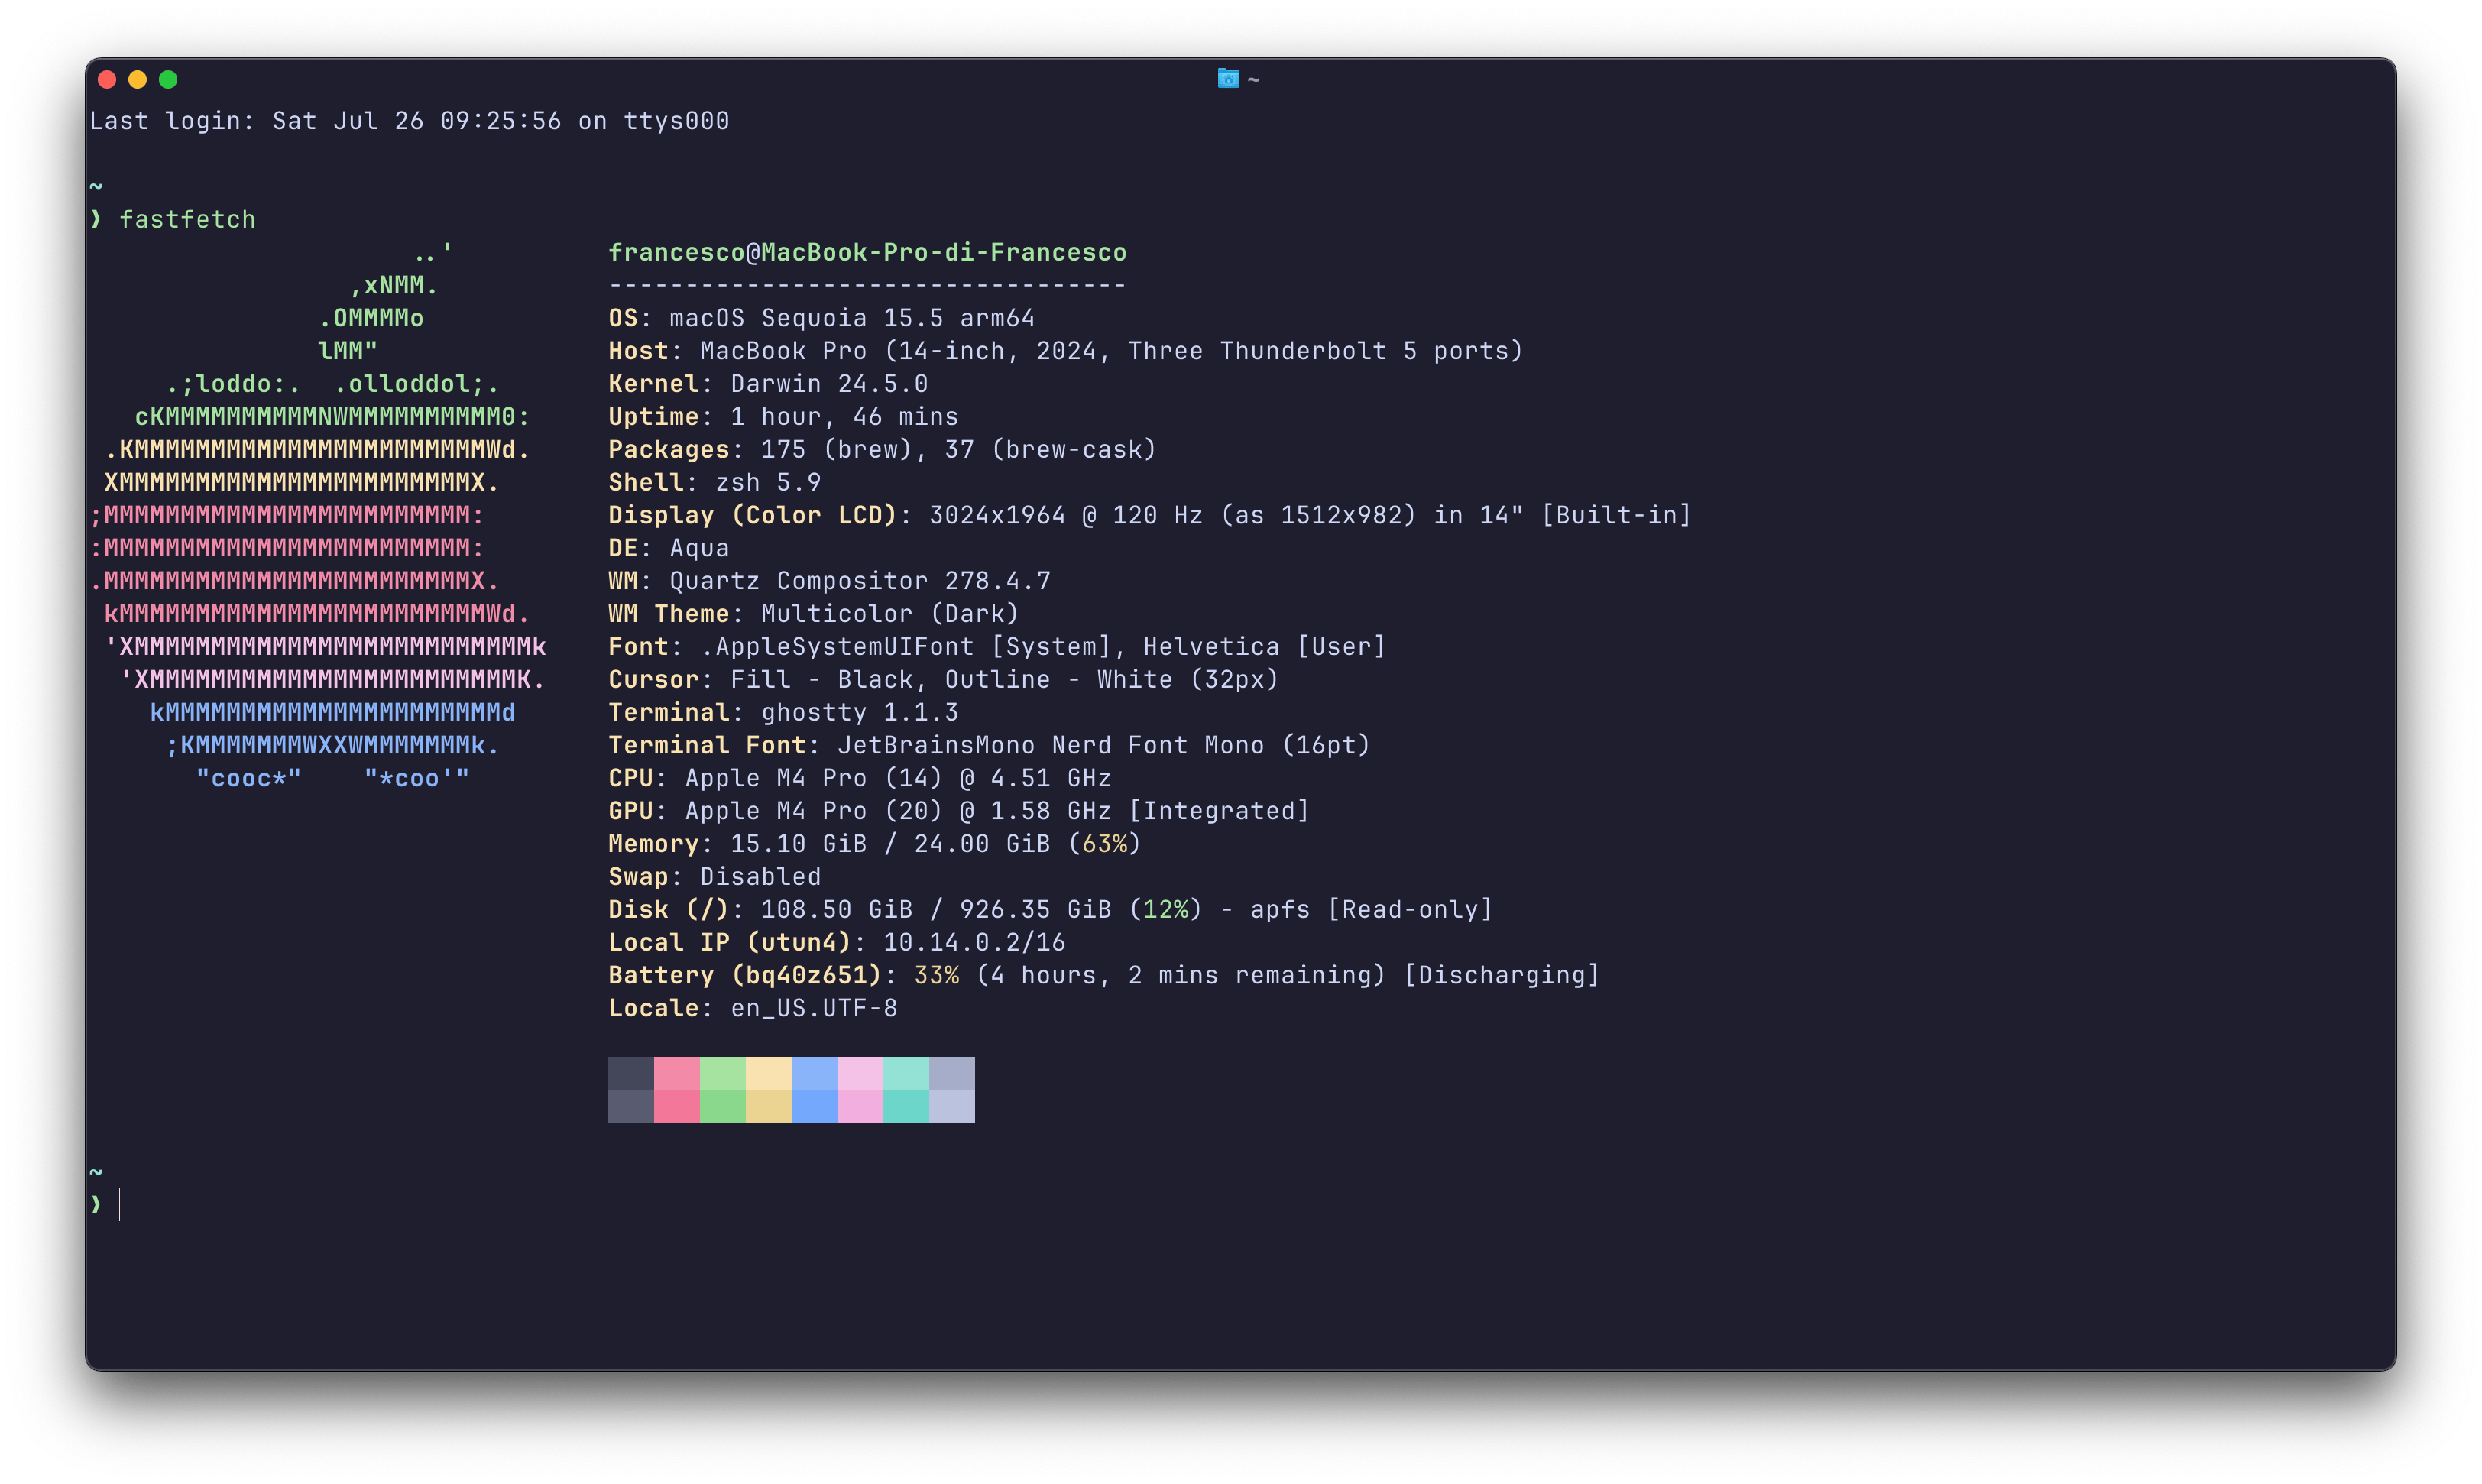 ~
Last login: Sat Jul 26 09:25:56 on ttys000
~
❯ fastfetch
                     ..'          francesco@MacBook-Pro-di-Francesco
                 ,xNMM.           ----------------------------------
               .OMMMMo            OS: macOS Sequoia 15.5 arm64
               lMM"               Host: MacBook Pro (14-inch, 2024, Three Thunderbolt 5 ports)
     .;loddo:.  .olloddol;.       Kernel: Darwin 24.5.0
   cKMMMMMMMMMMNWMMMMMMMMMM0:     Uptime: 1 hour, 46 mins
 .KMMMMMMMMMMMMMMMMMMMMMMMWd.     Packages: 175 (brew), 37 (brew-cask)
 XMMMMMMMMMMMMMMMMMMMMMMMX.       Shell: zsh 5.9
;MMMMMMMMMMMMMMMMMMMMMMMM:        Display (Color LCD): 3024x1964 @ 120 Hz (as 1512x982) in 14" [Built-in]
:MMMMMMMMMMMMMMMMMMMMMMMM:        DE: Aqua
.MMMMMMMMMMMMMMMMMMMMMMMMX.       WM: Quartz Compositor 278.4.7
 kMMMMMMMMMMMMMMMMMMMMMMMMWd.     WM Theme: Multicolor (Dark)
 'XMMMMMMMMMMMMMMMMMMMMMMMMMMk    Font: .AppleSystemUIFont [System], Helvetica [User]
  'XMMMMMMMMMMMMMMMMMMMMMMMMK.    Cursor: Fill - Black, Outline - White (32px)
    kMMMMMMMMMMMMMMMMMMMMMMd      Terminal: ghostty 1.1.3
     ;KMMMMMMMWXXWMMMMMMMk.       Terminal Font: JetBrainsMono Nerd Font Mono (16pt)
       "cooc*"    "*coo'"         CPU: Apple M4 Pro (14) @ 4.51 GHz
                                  GPU: Apple M4 Pro (20) @ 1.58 GHz [Integrated]
                                  Memory: 15.10 GiB / 24.00 GiB (63%)
                                  Swap: Disabled
                                  Disk (/): 108.50 GiB / 926.35 GiB (12%) - apfs [Read-only]
                                  Local IP (utun4): 10.14.0.2/16
                                  Battery (bq40z651): 33% (4 hours, 2 mins remaining) [Discharging]
                                  Locale: en_US.UTF-8
~
❯